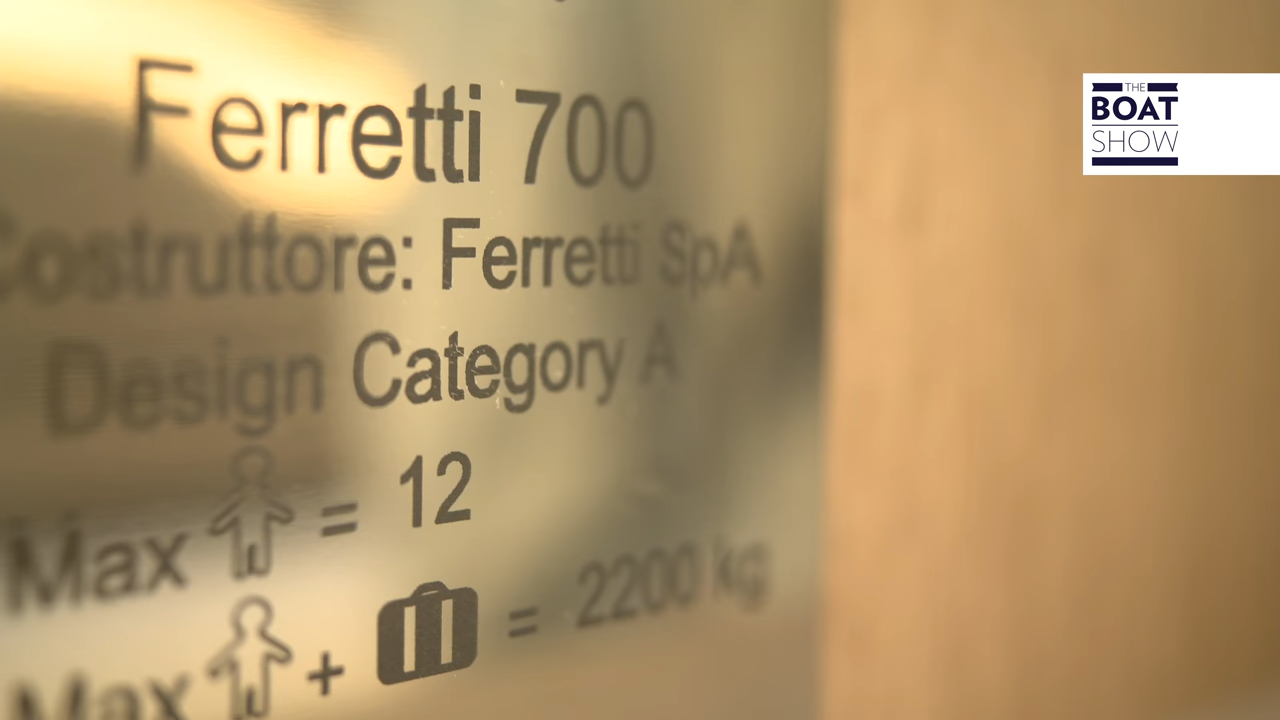 Ferretti 700
Costruttore: Ferretti SpA
Design Category A
Max = 12
Max + = 2200 kg
THE
BOAT
SHOW